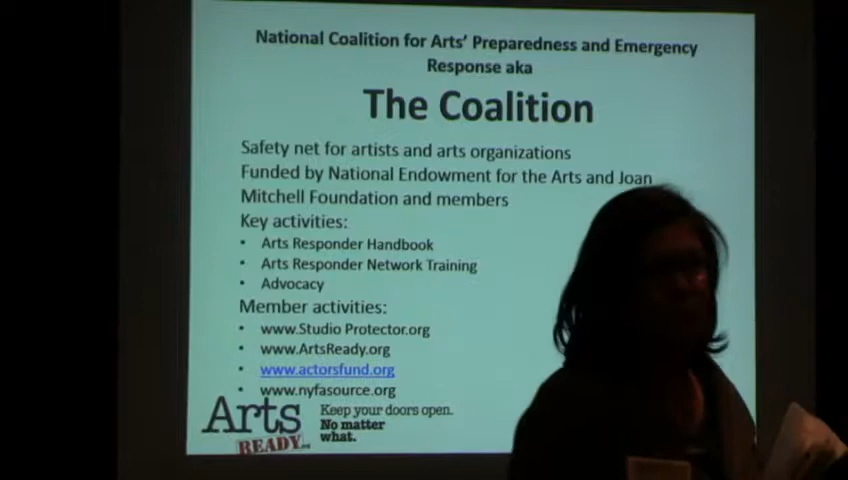 National Coalition for Arts' Preparedness and Emergency
Response aka
The Coalition
Safety net for artists and arts organizations
Funded by National Endowment for the Arts and Joan
Mitchell Foundation and members
Key activities:
• Arts Responder Handbook
• Arts Responder Network Training
• Advocacy
Member activities:
• www.Studio Protector.org
• www.ArtsReady.org
• www.actorsfund.org
• www.nyfasource.org
Arts
READY
Keep your doors open.
No matter
what.